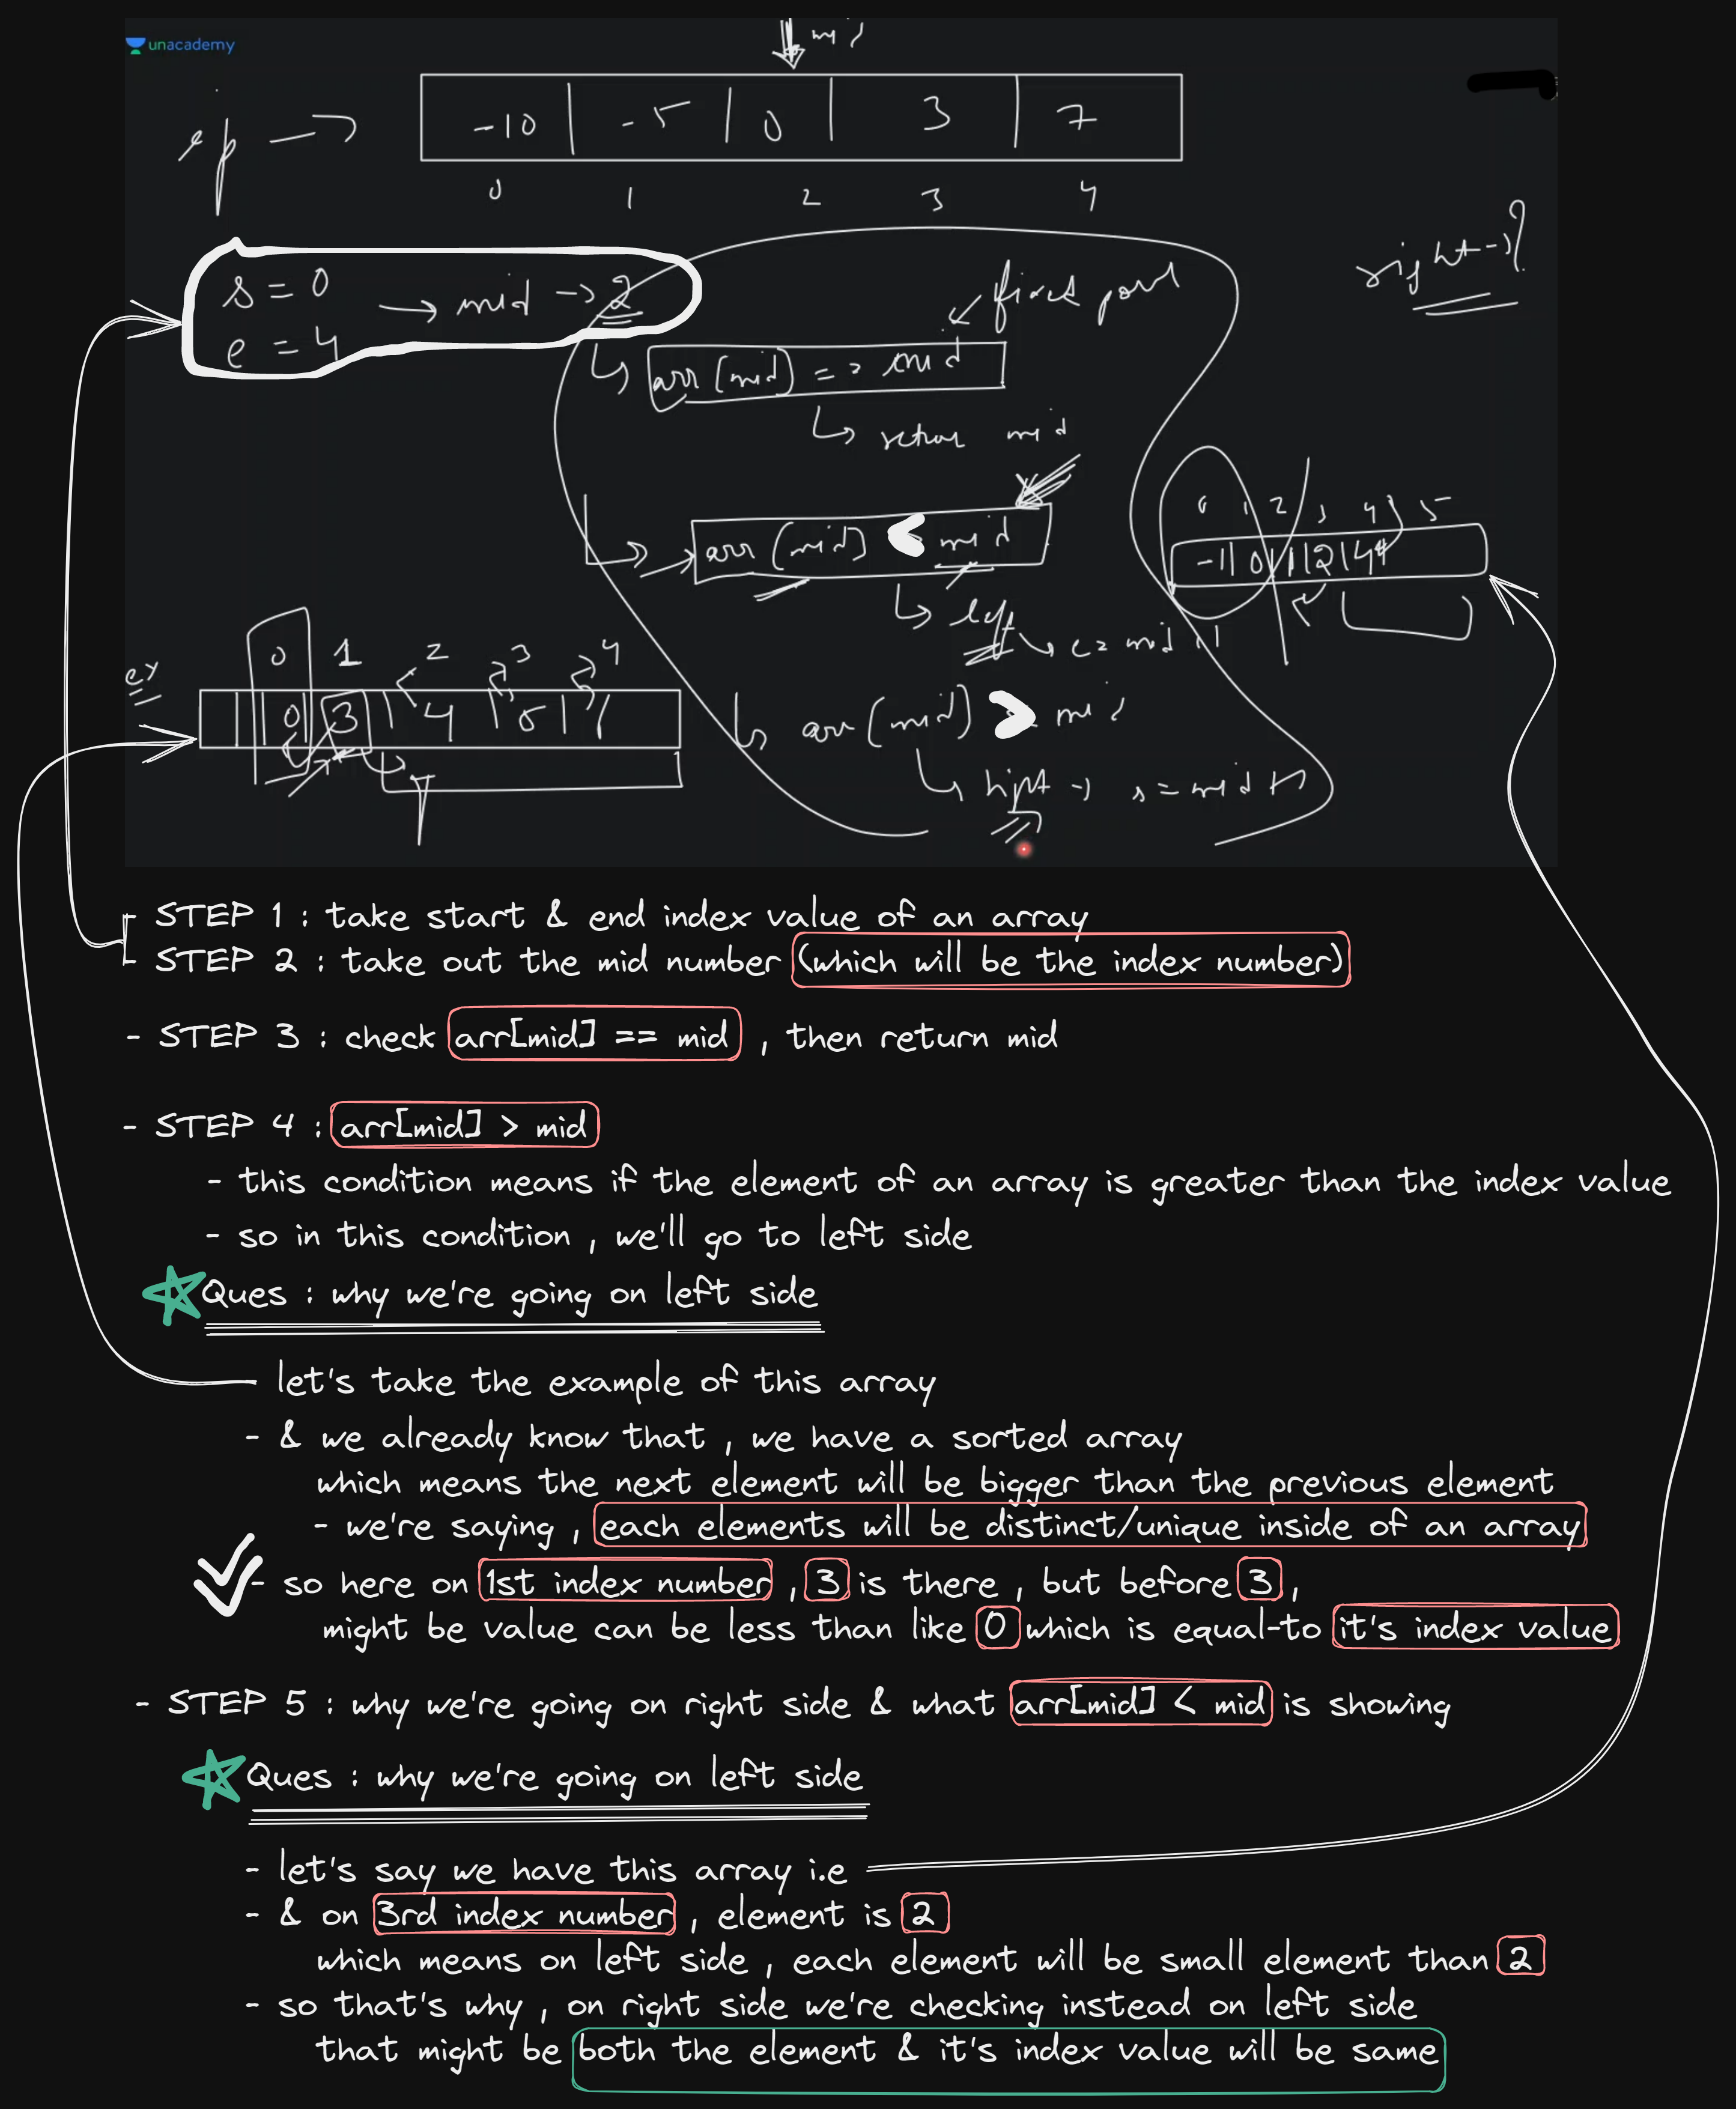 unacademy
mid
-10 -5 0 3 7
0 1 2 3 4
right ->?
s = 0
e = 4
-> mid -> 2
fixed point
arr (mid) == mid
return mid
arr (mid) < mid
left
e = mid
0 1 2 3 4 5
-1 0 1 2 4
arr (mid) > mid
right -> s = mid +
ex
0 1 2 3 4
0 3 4 5
- STEP 1 : take start & end index value of an array
- STEP 2 : take out the mid number (which will be the index number)
- STEP 3 : check arr[mid] == mid , then return mid
- STEP 4 : arr[mid] > mid
- this condition means if the element of an array is greater than the index value
- so in this condition , we'll go to left side
Ques : why we're going on left side
let's take the example of this array
- & we already know that , we have a sorted array
which means the next element will be bigger than the previous element
- we're saying , each elements will be distinct/unique inside of an array
- so here on 1st index number , 3 is there , but before 3 ,
might be value can be less than like 0 which is equal-to it's index value
- STEP 5 : why we're going on right side & what arr[mid] < mid is showing
Ques : why we're going on left side
- let's say we have this array i.e
- & on 3rd index number , element is 2
which means on left side , each element will be small element than 2
- so that's why , on right side we're checking instead on left side
that might be both the element & it's index value will be same